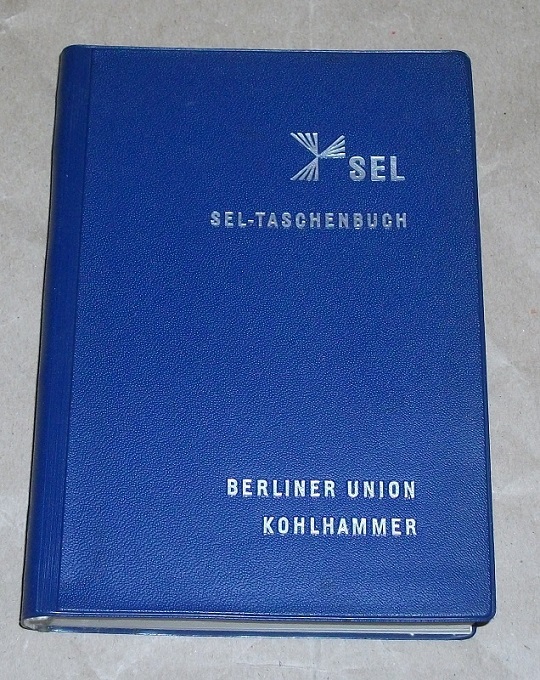 SEL
SEL-TASCHENBUCH
BERLINER UNION
KOHLHAMMER